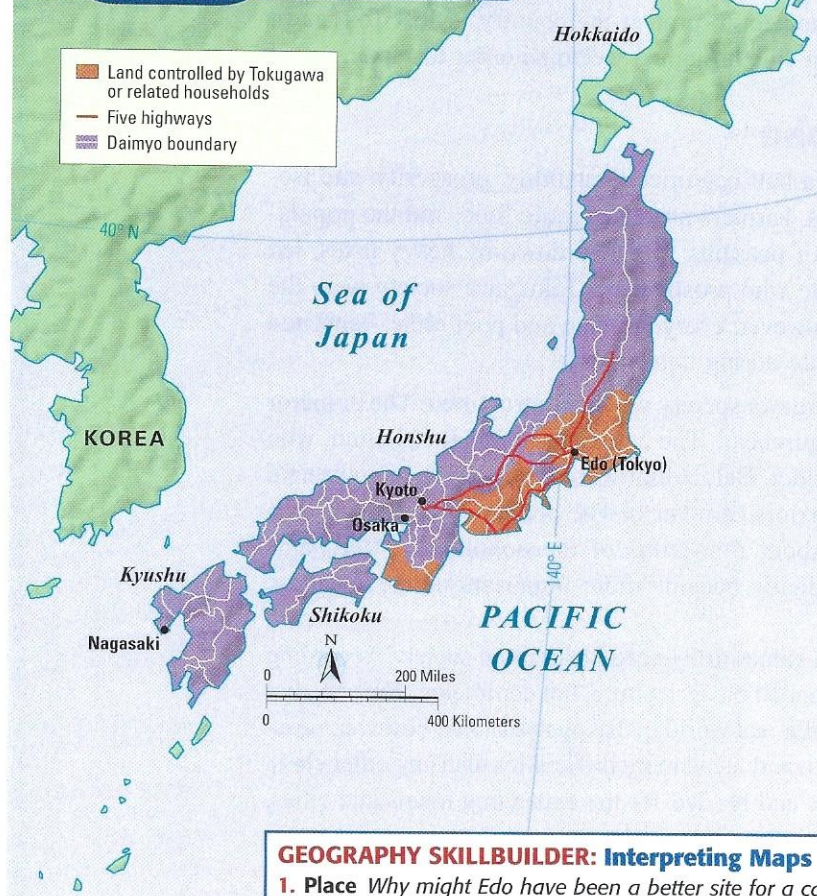 Hokkaido
Land controlled by Tokugawa
or related households
Five highways
Daimyo boundary
40° N
Sea of
Japan
KOREA
Honshu
Edo (Tokyo)
Kyoto
Osaka
140° E
Kyushu
Shikoku
Nagasaki
PACIFIC
OCEAN
N
0 200 Miles
0 400 Kilometers
GEOGRAPHY SKILLBUILDER: Interpreting Maps
1. Place Why might Edo have been a better site for a